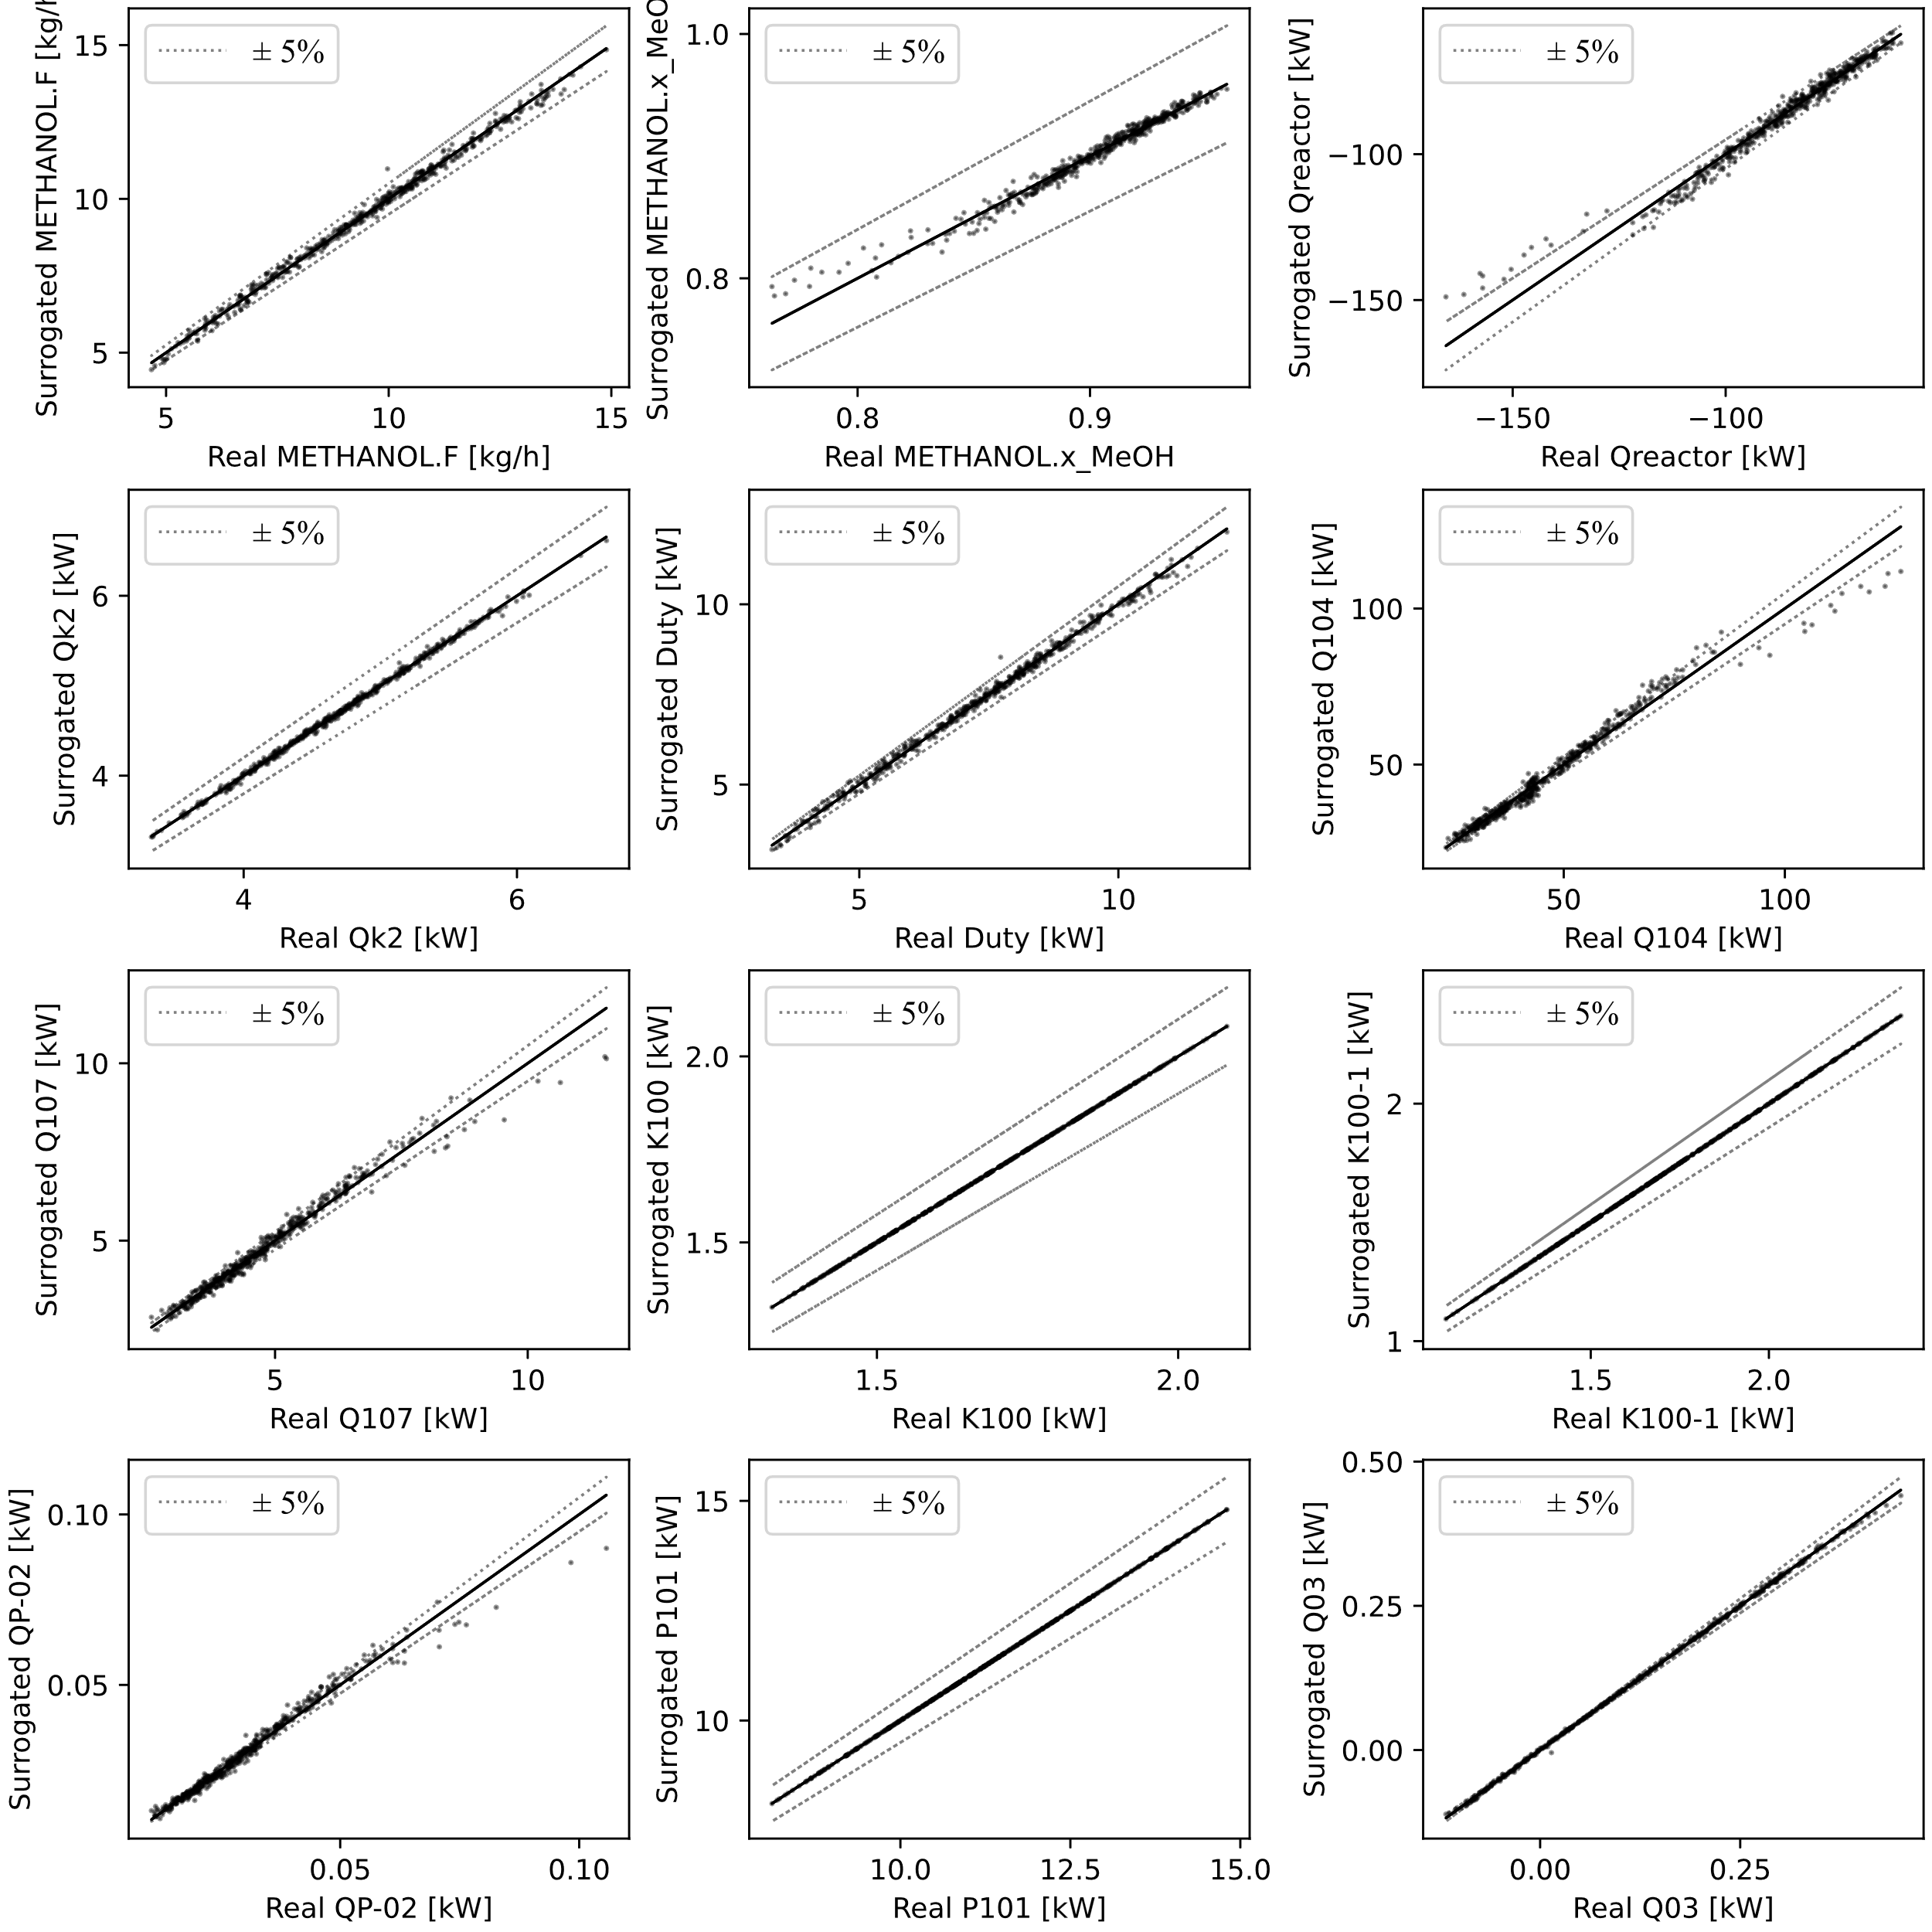 ± 5%
15
10
5
5
10
15
Surrogated METHANOL.F [kg/h
Real METHANOL.F [kg/h]
± 5%
1.0
0.8
0.8
0.9
Surrogated METHANOL.x_MeO
Real METHANOL.x_MeOH
± 5%
−100
−150
−150
−100
Surrogated Qreactor [kW]
Real Qreactor [kW]
± 5%
6
4
4
6
Surrogated Qk2 [kW]
Real Qk2 [kW]
± 5%
10
5
5
10
Surrogated Duty [kW]
Real Duty [kW]
± 5%
100
50
50
100
Surrogated Q104 [kW]
Real Q104 [kW]
± 5%
10
5
5
10
Surrogated Q107 [kW]
Real Q107 [kW]
± 5%
2.0
1.5
1.5
2.0
Surrogated K100 [kW]
Real K100 [kW]
± 5%
2
1
1.5
2.0
Surrogated K100-1 [kW]
Real K100-1 [kW]
± 5%
0.10
0.05
0.05
0.10
Surrogated QP-02 [kW]
Real QP-02 [kW]
± 5%
15
10
10.0
12.5
15.0
Surrogated P101 [kW]
Real P101 [kW]
± 5%
0.50
0.25
0.00
0.00
0.25
Surrogated Q03 [kW]
Real Q03 [kW]